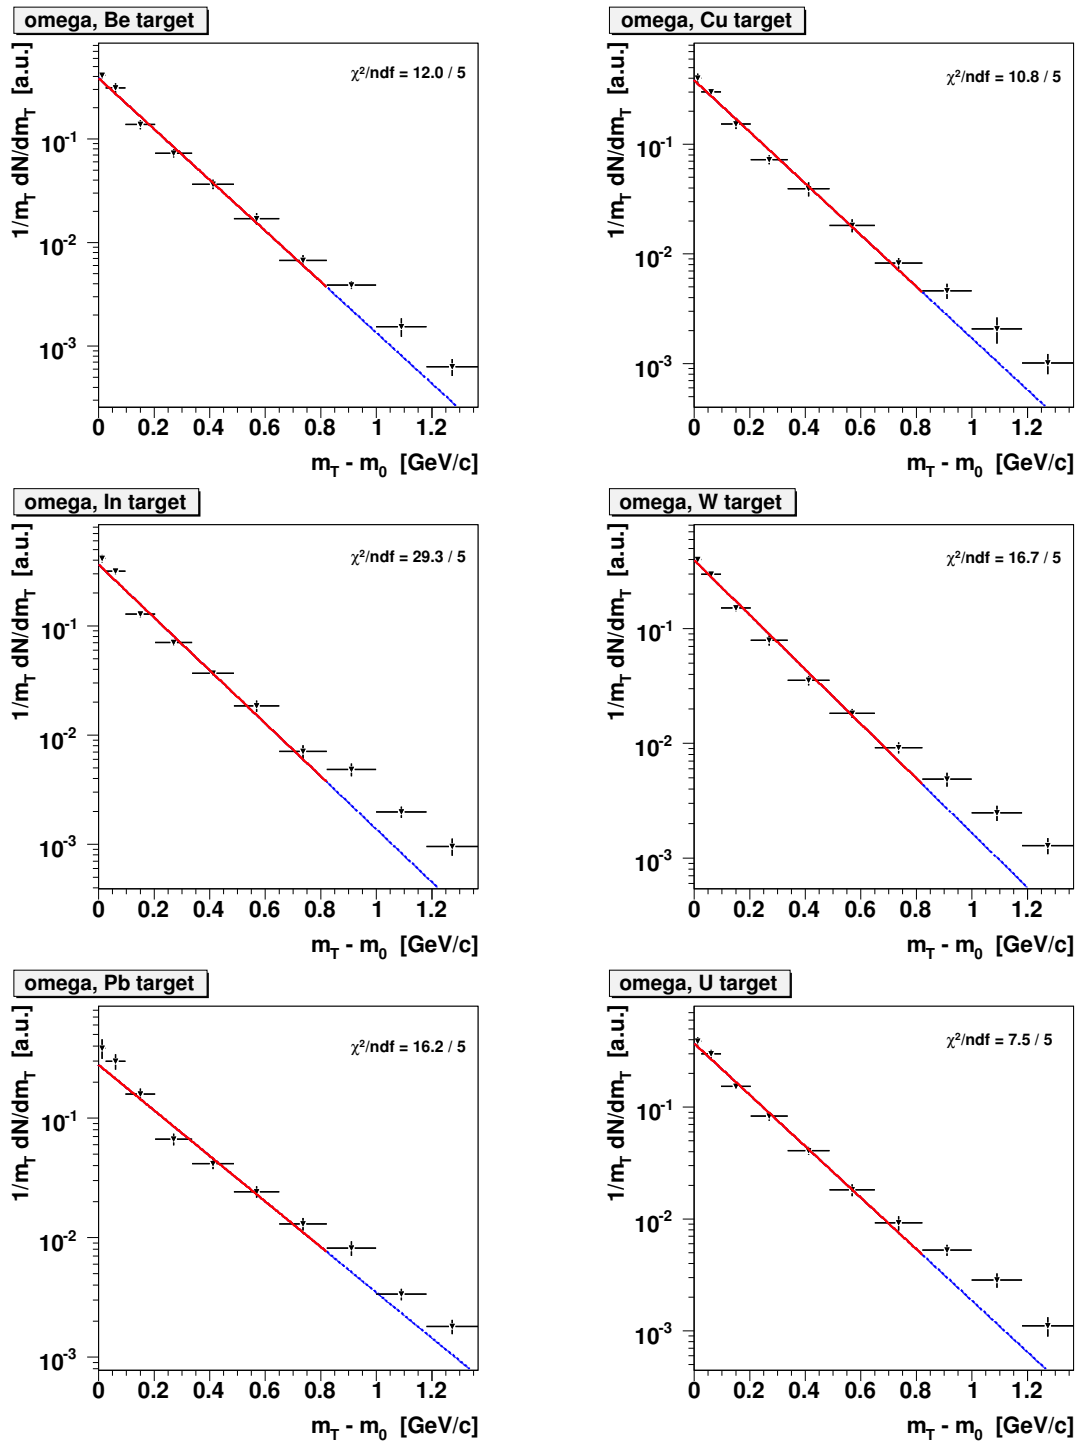 omega, Be target
1/m_T dN/dm_T [a.u.]
χ²/ndf = 12.0 / 5
10⁻¹
10⁻²
10⁻³
0 0.2 0.4 0.6 0.8 1 1.2
m_T - m_0 [GeV/c]
omega, Cu target
1/m_T dN/dm_T [a.u.]
χ²/ndf = 10.8 / 5
10⁻¹
10⁻²
10⁻³
0 0.2 0.4 0.6 0.8 1 1.2
m_T - m_0 [GeV/c]
omega, In target
1/m_T dN/dm_T [a.u.]
χ²/ndf = 29.3 / 5
10⁻¹
10⁻²
10⁻³
0 0.2 0.4 0.6 0.8 1 1.2
m_T - m_0 [GeV/c]
omega, W target
1/m_T dN/dm_T [a.u.]
χ²/ndf = 16.7 / 5
10⁻¹
10⁻²
10⁻³
0 0.2 0.4 0.6 0.8 1 1.2
m_T - m_0 [GeV/c]
omega, Pb target
1/m_T dN/dm_T [a.u.]
χ²/ndf = 16.2 / 5
10⁻¹
10⁻²
10⁻³
0 0.2 0.4 0.6 0.8 1 1.2
m_T - m_0 [GeV/c]
omega, U target
1/m_T dN/dm_T [a.u.]
χ²/ndf = 7.5 / 5
10⁻¹
10⁻²
10⁻³
0 0.2 0.4 0.6 0.8 1 1.2
m_T - m_0 [GeV/c]